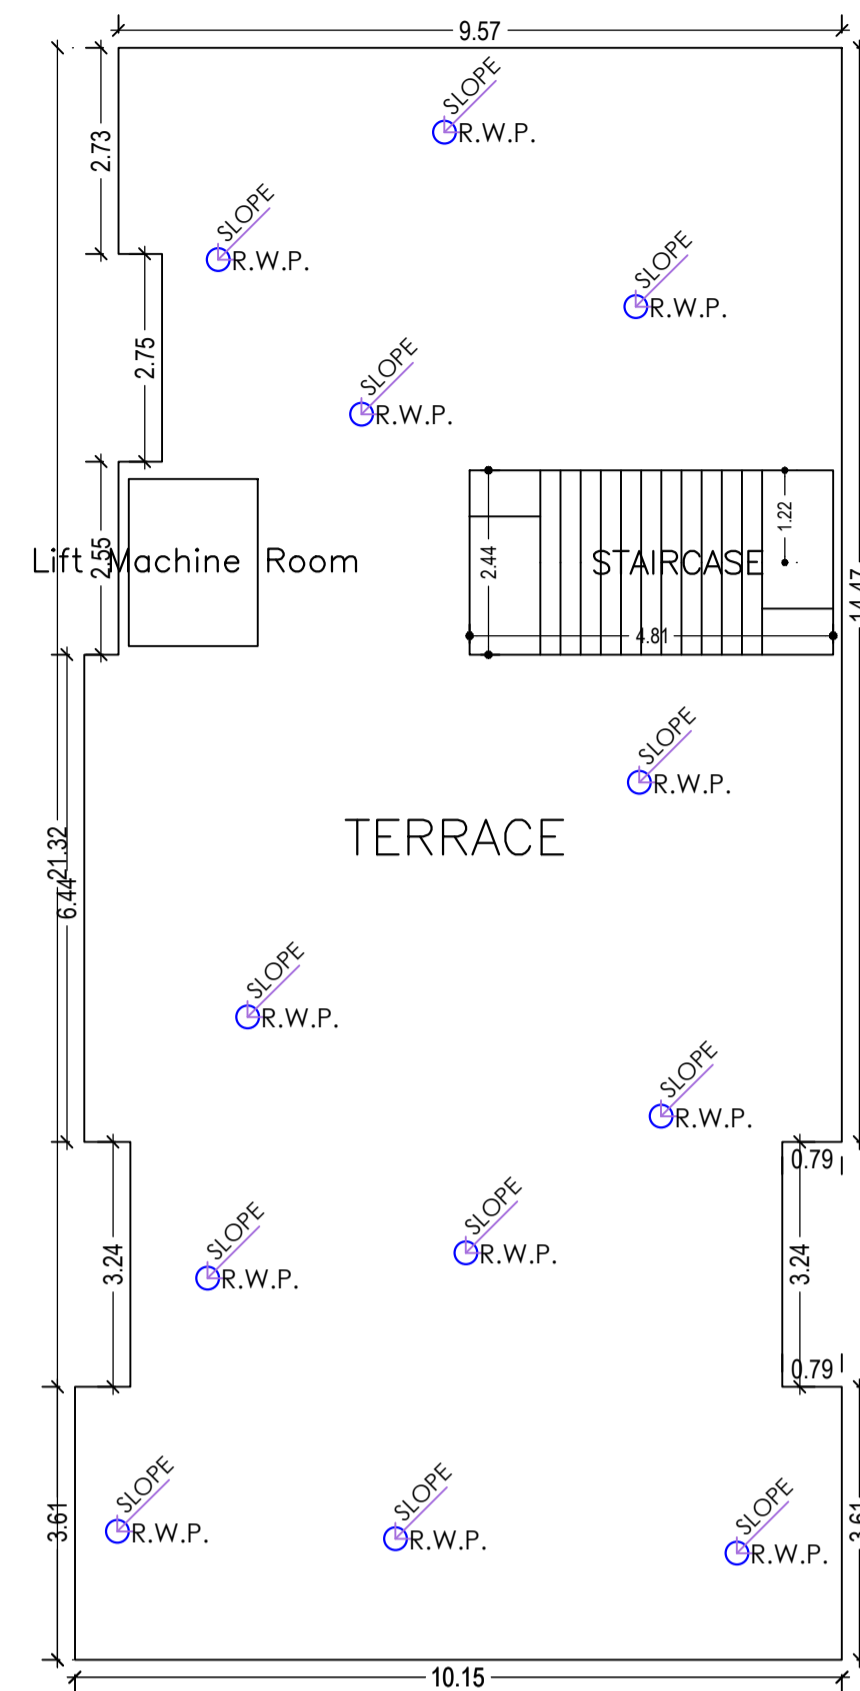 9.57
SLOPE
R.W.P.
2.73
SLOPE
R.W.P.
SLOPE
R.W.P.
2.75
SLOPE
R.W.P.
2.55
Lift Machine Room
2.44
STAIRCASE
1.22
4.81
14.47
SLOPE
R.W.P.
TERRACE
21.32
6.44
SLOPE
R.W.P.
SLOPE
R.W.P.
0.79
SLOPE
R.W.P.
SLOPE
R.W.P.
3.24
3.24
0.79
SLOPE
R.W.P.
SLOPE
R.W.P.
SLOPE
R.W.P.
3.61
3.61
10.15